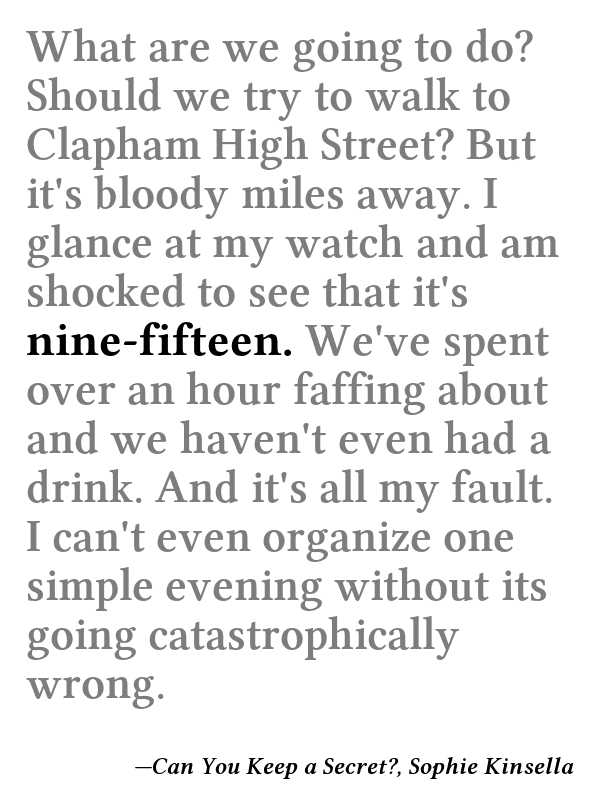 What are we going to do?
Should we try to walk to
Clapham High Street? But
it's bloody miles away. I
glance at my watch and am
shocked to see that it's
nine-fifteen. We've spent
over an hour faffing about
and we haven't even had a
drink. And it's all my fault.
I can't even organize one
simple evening without its
going catastrophically
wrong.
—Can You Keep a Secret?, Sophie Kinsella